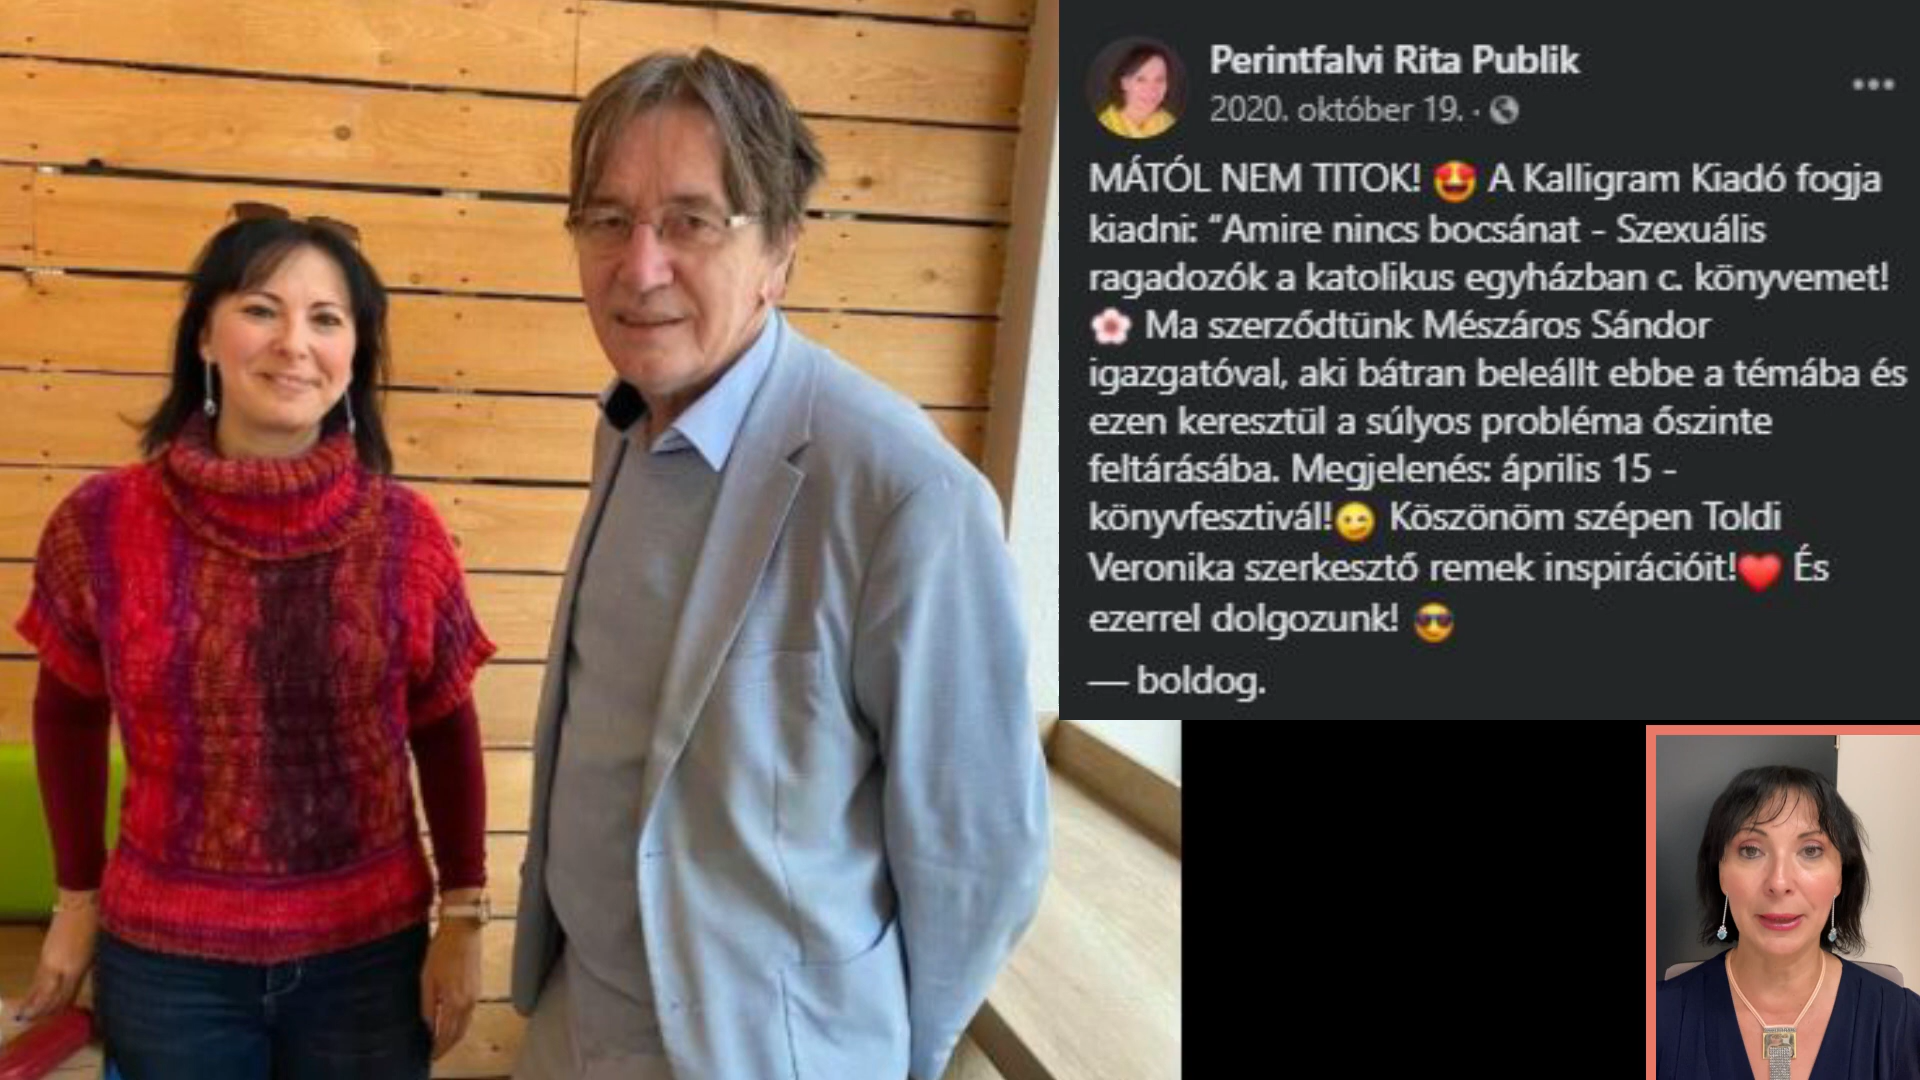 Perintfalvi Rita Publik
2020. október 19. ·
MÁTÓL NEM TITOK! 🤩 A Kalligram Kiadó fogja
kiadni: “Amire nincs bocsánat - Szexuális
ragadozók a katolikus egyházban c. könyvemet!
🌸 Ma szerződtünk Mészáros Sándor
igazgatóval, aki bátran beleállt ebbe a témába és
ezen keresztül a súlyos probléma őszinte
feltárásába. Megjelenés: április 15 -
könyvfesztivál!😉 Köszönöm szépen Toldi
Veronika szerkesztő remek inspirációit!❤️ És
ezerrel dolgozunk! 😎
— boldog.